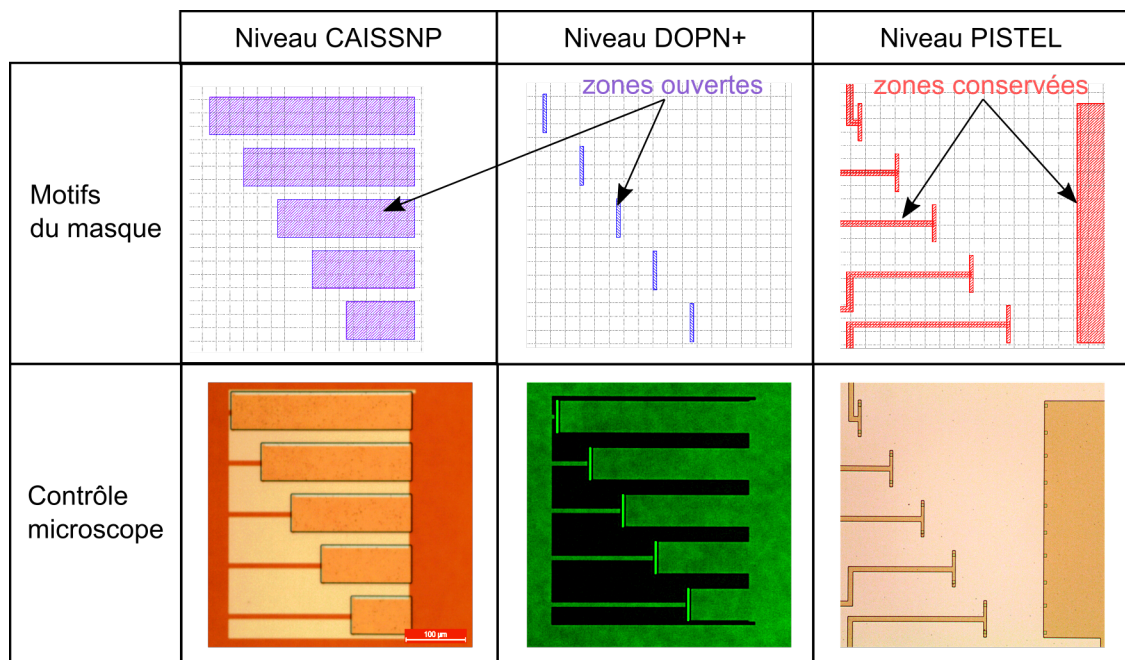 Niveau CAISSNP
Niveau DOPN+
Niveau PISTEL
Motifs
du masque
zones ouvertes
zones conservées
Contrôle
microscope
100 µm